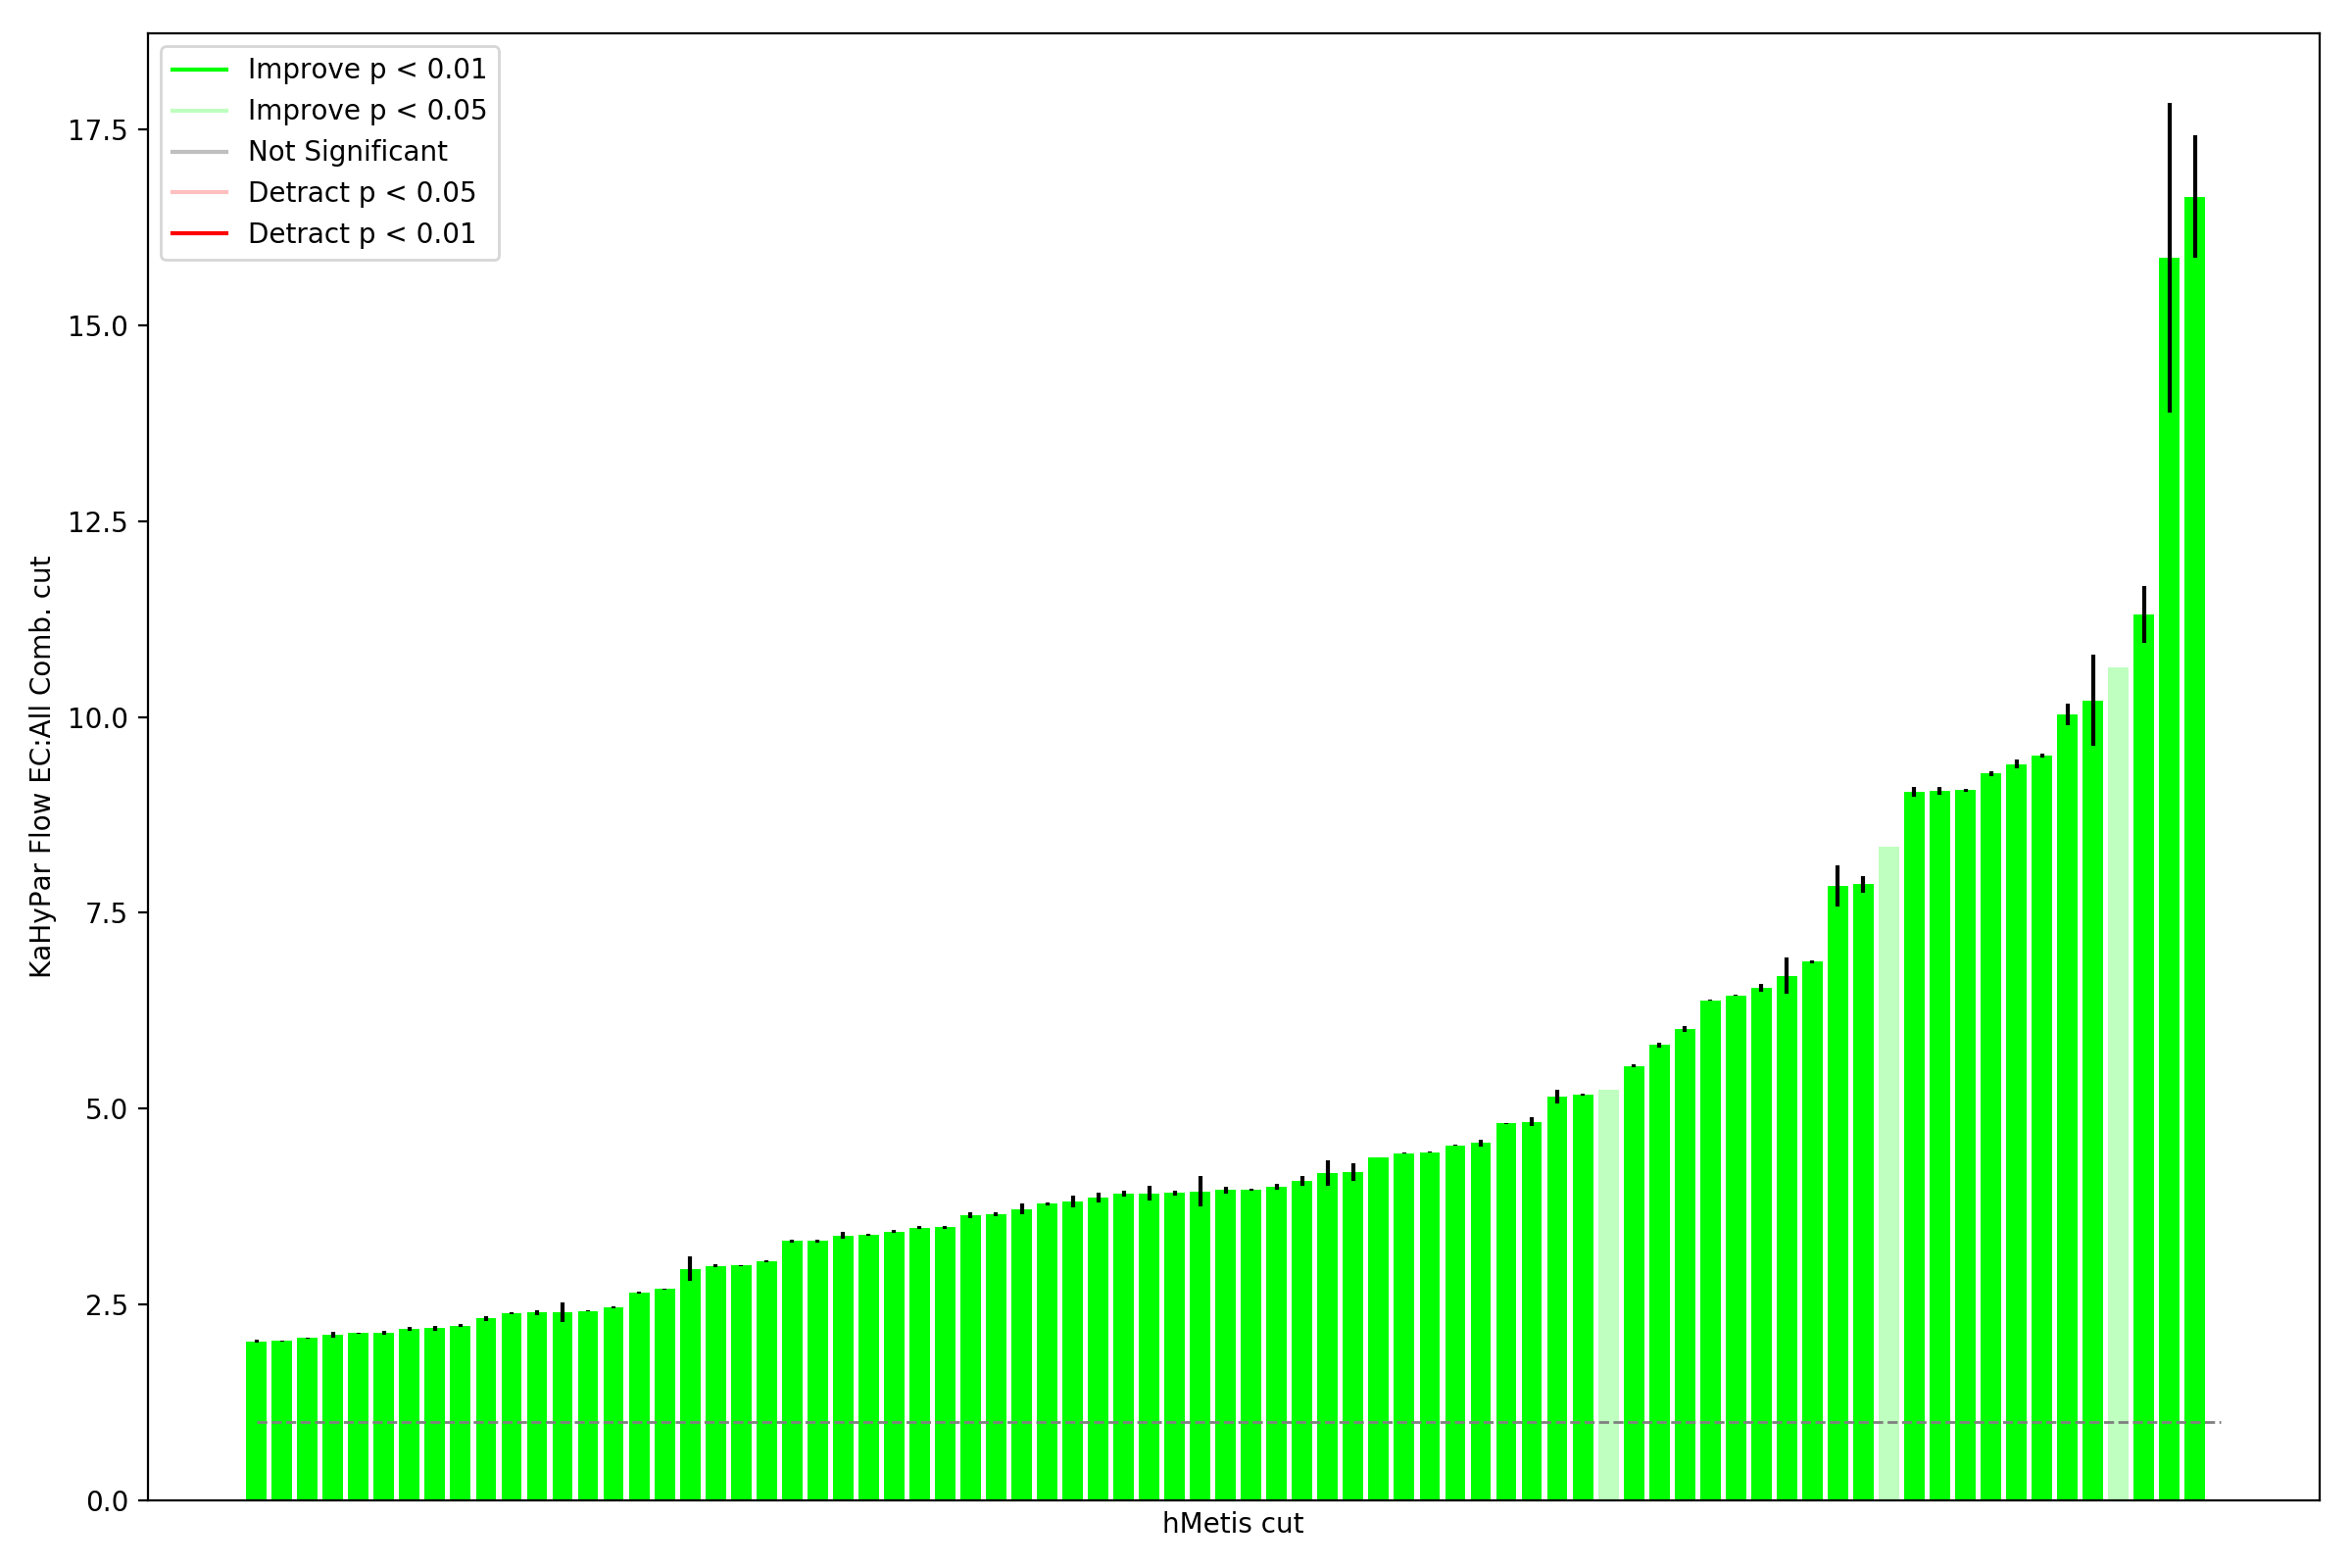 Improve p < 0.01
Improve p < 0.05
Not Significant
Detract p < 0.05
Detract p < 0.01
17.5
15.0
12.5
10.0
7.5
5.0
2.5
0.0
KaHyPar Flow EC:All Comb. cut
hMetis cut